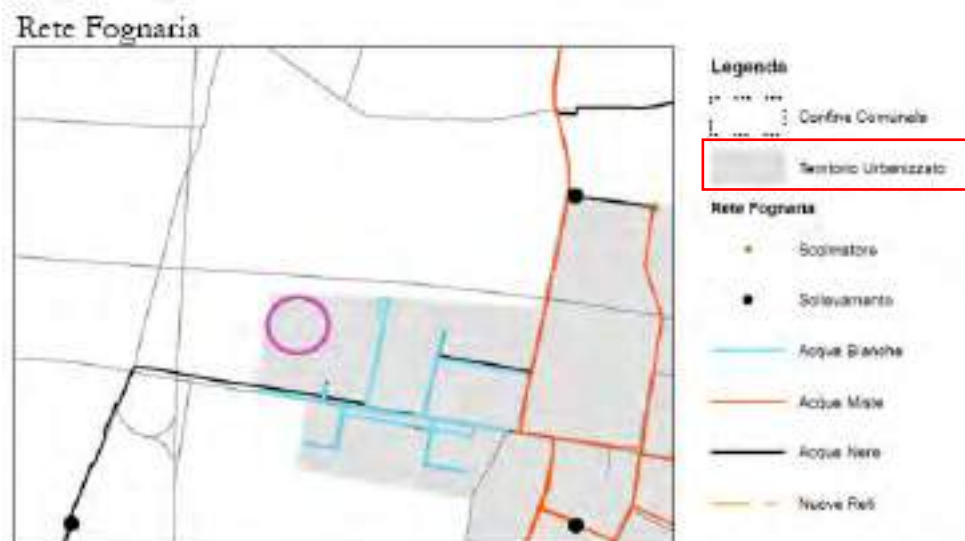 Rete Fognaria
Legenda
Confine Comunale
Territorio Urbanizzato
Rete Fognaria
Scolmatore
Sollevamento
Acque Bianche
Acque Miste
Acque Nere
Nuove Reti